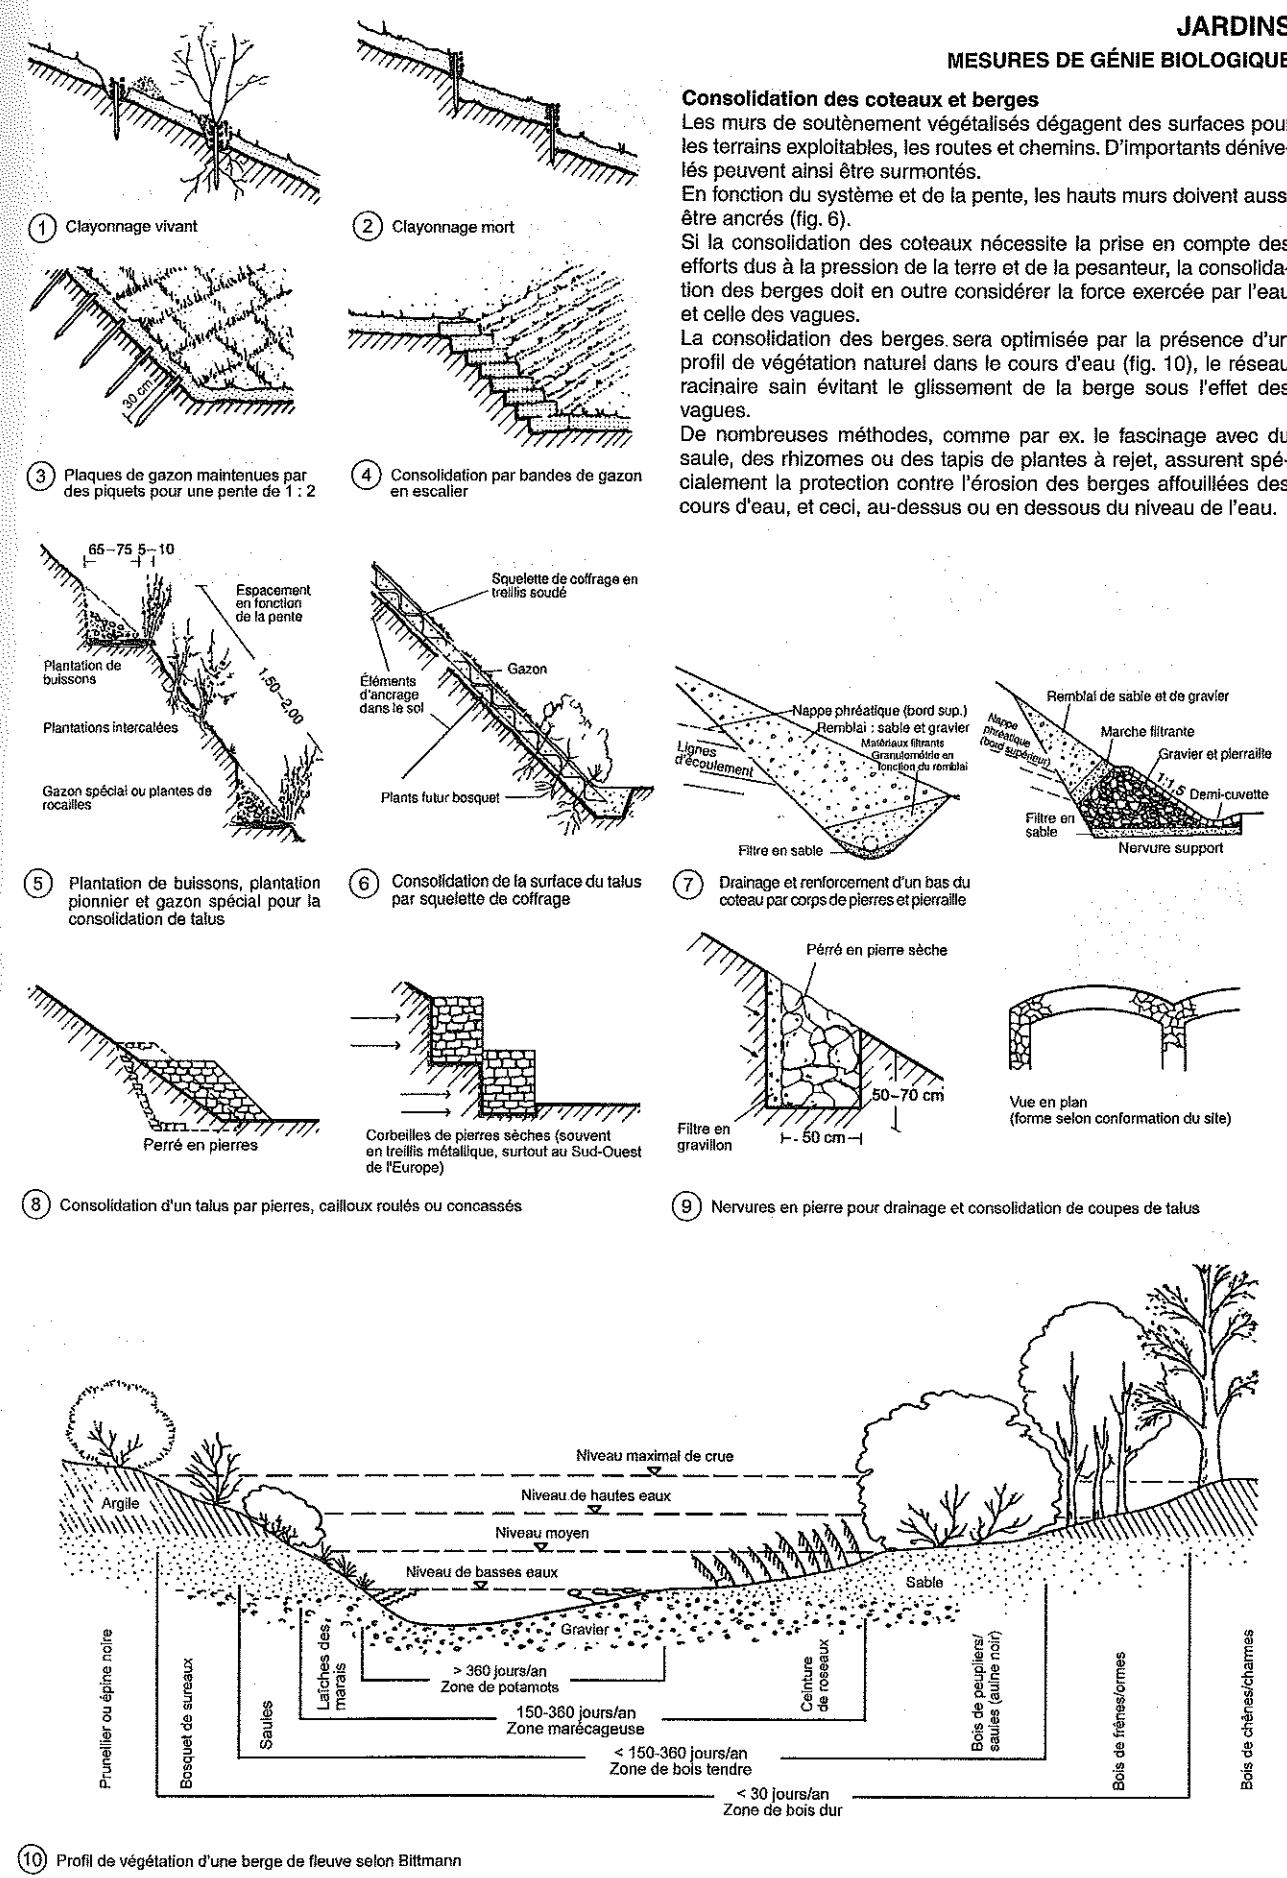 JARDINS
MESURES DE GÉNIE BIOLOGIQUE
Consolidation des coteaux et berges
Les murs de soutènement végétalisés dégagent des surfaces pour
les terrains exploitables, les routes et chemins. D'importants dénive-
lés peuvent ainsi être surmontés.
En fonction du système et de la pente, les hauts murs doivent aussi
être ancrés (fig. 6).
Si la consolidation des coteaux nécessite la prise en compte des
efforts dus à la pression de la terre et de la pesanteur, la consolida-
tion des berges doit en outre considérer la force exercée par l'eau
et celle des vagues.
La consolidation des berges sera optimisée par la présence d'un
profil de végétation naturel dans le cours d'eau (fig. 10), le réseau
racinaire sain évitant le glissement de la berge sous l'effet des
vagues.
De nombreuses méthodes, comme par ex. le fascinage avec du
saule, des rhizomes ou des tapis de plantes à rejet, assurent spé-
cialement la protection contre l'érosion des berges affouillées des
cours d'eau, et ceci, au-dessus ou en dessous du niveau de l'eau.
1 Clayonnage vivant
2 Clayonnage mort
30 cm
3 Plaques de gazon maintenues par
des piquets pour une pente de 1 : 2
4 Consolidation par bandes de gazon
en escalier
65–75 5–10
Espacement
en fonction
de la pente
1,50–2,00
Plantation de
buissons
Plantations intercalées
Gazon spécial ou plantes de
rocailles
5 Plantation de buissons, plantation
pionnier et gazon spécial pour la
consolidation de talus
Squelette de coffrage en
treillis soudé
Gazon
Éléments
d'ancrage
dans le sol
Plants futur bosquet
6 Consolidation de la surface du talus
par squelette de coffrage
Nappe phréatique (bord sup.)
Remblai : sable et gravier
Matériaux filtrants
Granulométrie en
fonction du remblai
Lignes
d'écoulement
Filtre en sable
Remblai de sable et de gravier
Nappe
phréatique
(bord supérieur)
Marche filtrante
Gravier et pierraille
1:1,5
Demi-cuvette
Filtre en
sable
Nervure support
7 Drainage et renforcement d'un bas du
coteau par corps de pierres et pierraille
Perré en pierres
Corbeilles de pierres sèches (souvent
en treillis métallique, surtout au Sud-Ouest
de l'Europe)
8 Consolidation d'un talus par pierres, cailloux roulés ou concassés
Pérré en pierre sèche
50–70 cm
Filtre en
gravillon
50 cm
Vue en plan
(forme selon conformation du site)
9 Nervures en pierre pour drainage et consolidation de coupes de talus
Niveau maximal de crue
Niveau de hautes eaux
Niveau moyen
Niveau de basses eaux
Argile
Sable
Gravier
Prunellier ou épine noire
Bosquet de sureaux
Saules
Laîches des
marais
Ceinture
de roseaux
Bois de peupliers/
saules (aulne noir)
Bois de frênes/ormes
Bois de chênes/charmes
> 360 jours/an
Zone de potamots
150-360 jours/an
Zone marécageuse
< 150-360 jours/an
Zone de bois tendre
< 30 jours/an
Zone de bois dur
10 Profil de végétation d'une berge de fleuve selon Bittmann